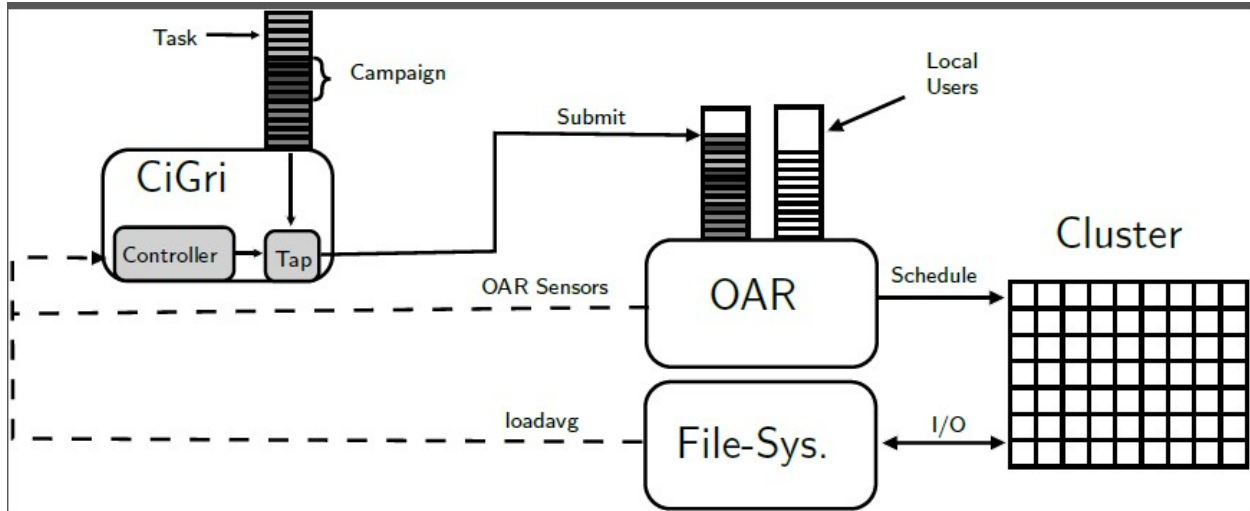 Task
Campaign
CiGri
Controller
Tap
Submit
Local
Users
OAR Sensors
OAR
Schedule
Cluster
loadavg
File-Sys.
I/O